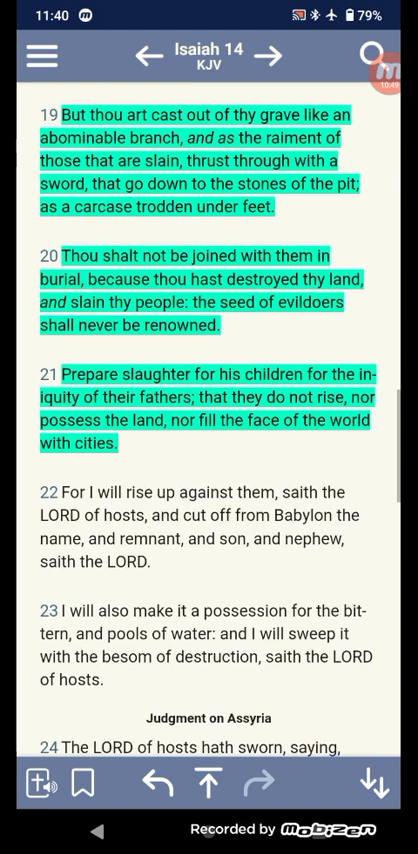 11:40 79%
Isaiah 14
KJV
10:49
19 But thou art cast out of thy grave like an
abominable branch, and as the raiment of
those that are slain, thrust through with a
sword, that go down to the stones of the pit;
as a carcase trodden under feet.
20 Thou shalt not be joined with them in
burial, because thou hast destroyed thy land,
and slain thy people: the seed of evildoers
shall never be renowned.
21 Prepare slaughter for his children for the in-
iquity of their fathers; that they do not rise, nor
possess the land, nor fill the face of the world
with cities.
22 For I will rise up against them, saith the
LORD of hosts, and cut off from Babylon the
name, and remnant, and son, and nephew,
saith the LORD.
23 I will also make it a possession for the bit-
tern, and pools of water: and I will sweep it
with the besom of destruction, saith the LORD
of hosts.
Judgment on Assyria
24 The LORD of hosts hath sworn, saying,
Recorded by MOBIZEN